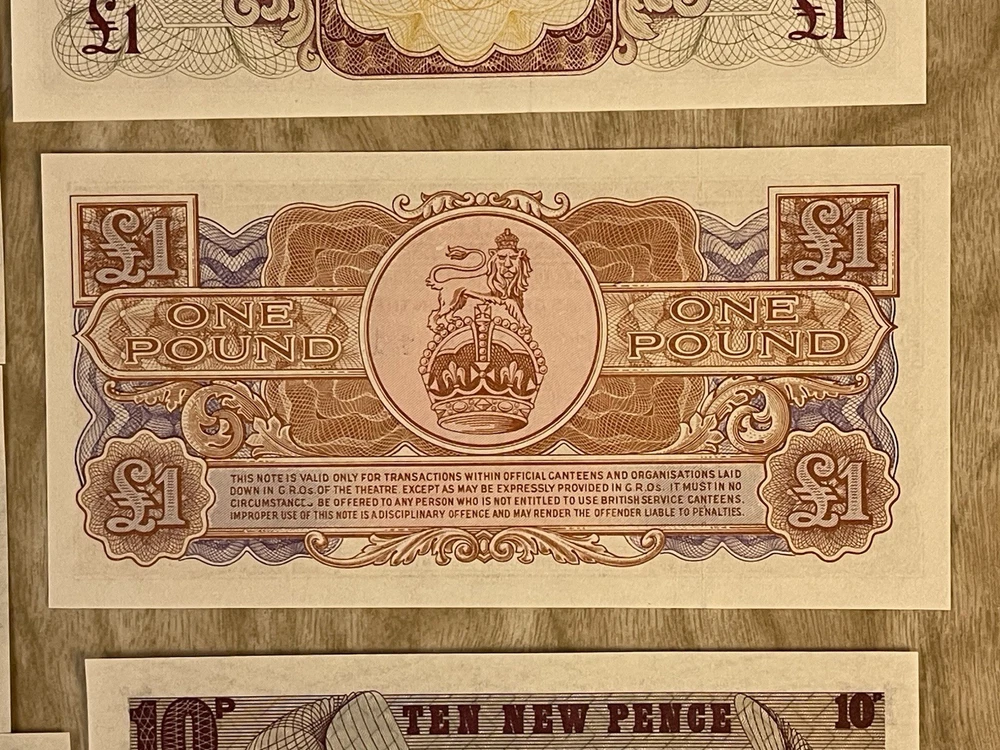 £1 £1
£1 £1
ONE ONE
POUND POUND
THIS NOTE IS VALID ONLY FOR TRANSACTIONS WITHIN OFFICIAL CANTEENS AND ORGANISATIONS LAID
DOWN IN G.R.Os. OF THE THEATRE EXCEPT AS MAY BE EXPRESSLY PROVIDED IN G.R.Os. IT MUST IN NO
CIRCUMSTANCES BE OFFERED TO ANY PERSON WHO IS NOT ENTITLED TO USE BRITISH SERVICE CANTEENS.
IMPROPER USE OF THIS NOTE IS A DISCIPLINARY OFFENCE AND MAY RENDER THE OFFENDER LIABLE TO PENALTIES.
£1 £1
10P TEN NEW PENCE 10P